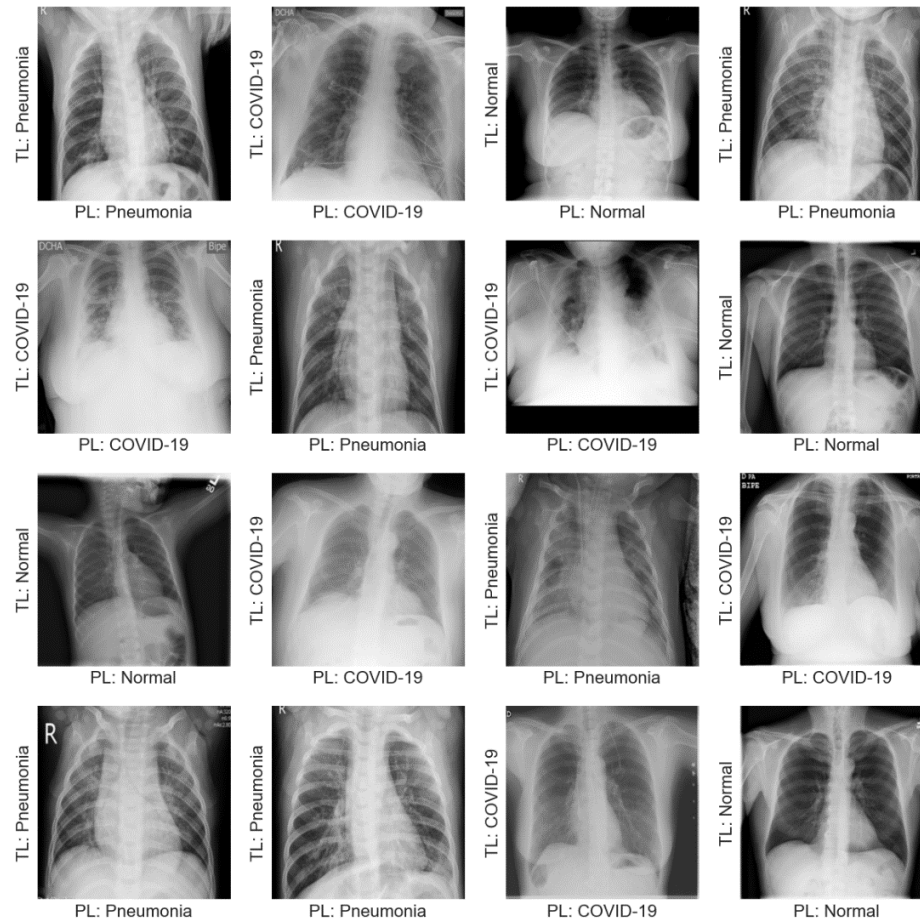 R
TL: Pneumonia
PL: Pneumonia
DCHA
TL: COVID-19
PL: COVID-19
TL: Normal
PL: Normal
R
TL: Pneumonia
PL: Pneumonia
DCHA
Bipe
TL: COVID-19
PL: COVID-19
R
TL: Pneumonia
PL: Pneumonia
TL: COVID-19
PL: COVID-19
L
TL: Normal
PL: Normal
TL: Normal
PL: Normal
TL: COVID-19
PL: COVID-19
R
TL: Pneumonia
PL: Pneumonia
D PA
BIPE
TL: COVID-19
PL: COVID-19
R
TL: Pneumonia
PL: Pneumonia
R
TL: Pneumonia
PL: Pneumonia
D
TL: COVID-19
PL: COVID-19
TL: Normal
PL: Normal